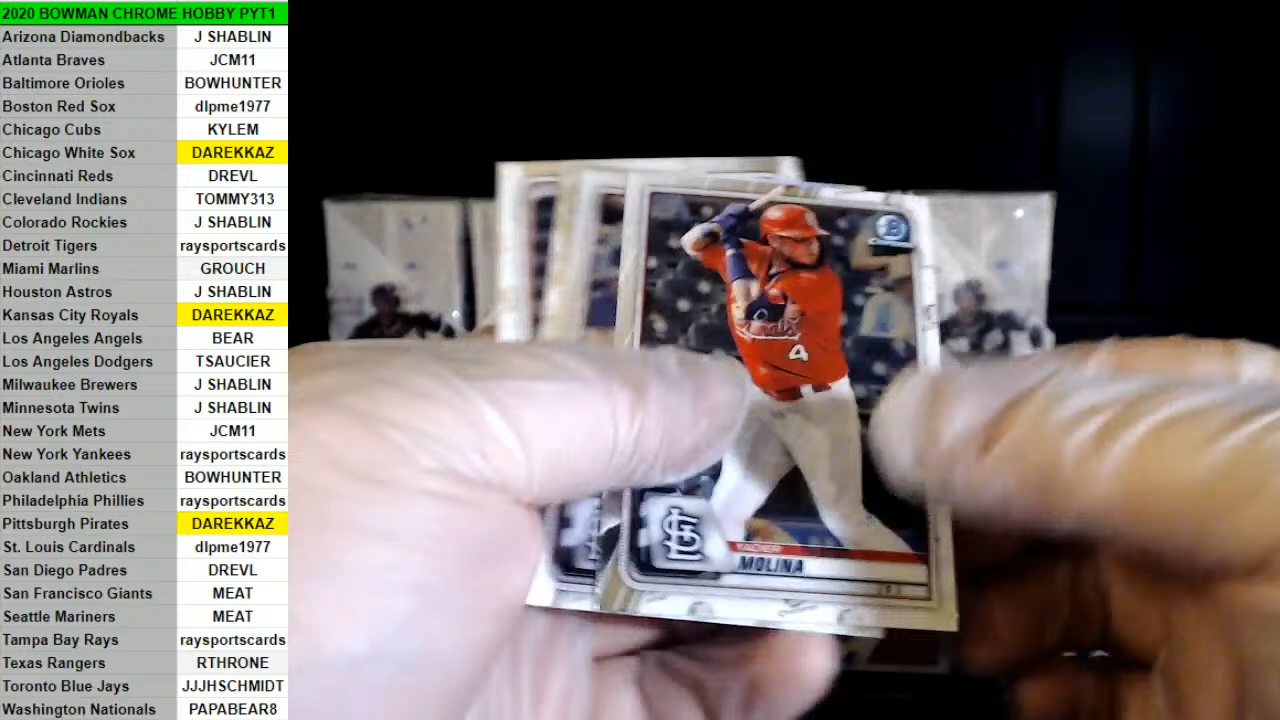 2020 BOWMAN CHROME HOBBY PYT1
Arizona Diamondbacks J SHABLIN
Atlanta Braves JCM11
Baltimore Orioles BOWHUNTER
Boston Red Sox dlpme1977
Chicago Cubs KYLEM
Chicago White Sox DAREKKAZ
Cincinnati Reds DREVL
Cleveland Indians TOMMY313
Colorado Rockies J SHABLIN
Detroit Tigers raysportscards
Miami Marlins GROUCH
Houston Astros J SHABLIN
Kansas City Royals DAREKKAZ
Los Angeles Angels BEAR
Los Angeles Dodgers TSAUCIER
Milwaukee Brewers J SHABLIN
Minnesota Twins J SHABLIN
New York Mets JCM11
New York Yankees raysportscards
Oakland Athletics BOWHUNTER
Philadelphia Phillies raysportscards
Pittsburgh Pirates DAREKKAZ
St. Louis Cardinals dlpme1977
San Diego Padres DREVL
San Francisco Giants MEAT
Seattle Mariners MEAT
Tampa Bay Rays raysportscards
Texas Rangers RTHRONE
Toronto Blue Jays JJJHSCHMIDT
Washington Nationals PAPABEAR8
B
4
STL
YADIER
MOLINA